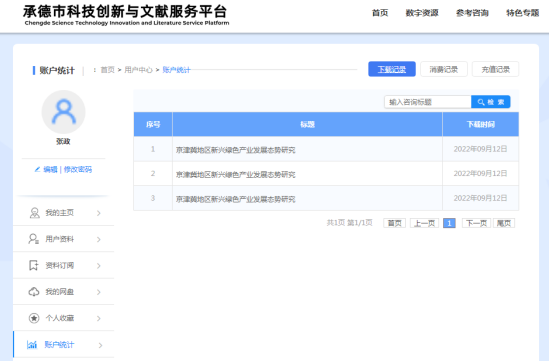 承德市科技创新与文献服务平台
Chengde Science Technology Innovation and Literature Service Platform
首页 数字资源 参考咨询 特色专题
账户统计 : 首页 > 用户中心 > 账户统计 下载记录 消费记录 充值记录
输入咨询标题 检 索
序号 标题 下载时间
1 京津冀地区新兴绿色产业发展态势研究 2022年09月12日
2 京津冀地区新兴绿色产业发展态势研究 2022年09月12日
3 京津冀地区新兴绿色产业发展态势研究 2022年09月12日
共1页 第1/1页 首页 上一页 1 下一页 尾页
张政
编辑 | 修改密码
我的主页
用户资料
资料订阅
我的网盘
个人收藏
账户统计